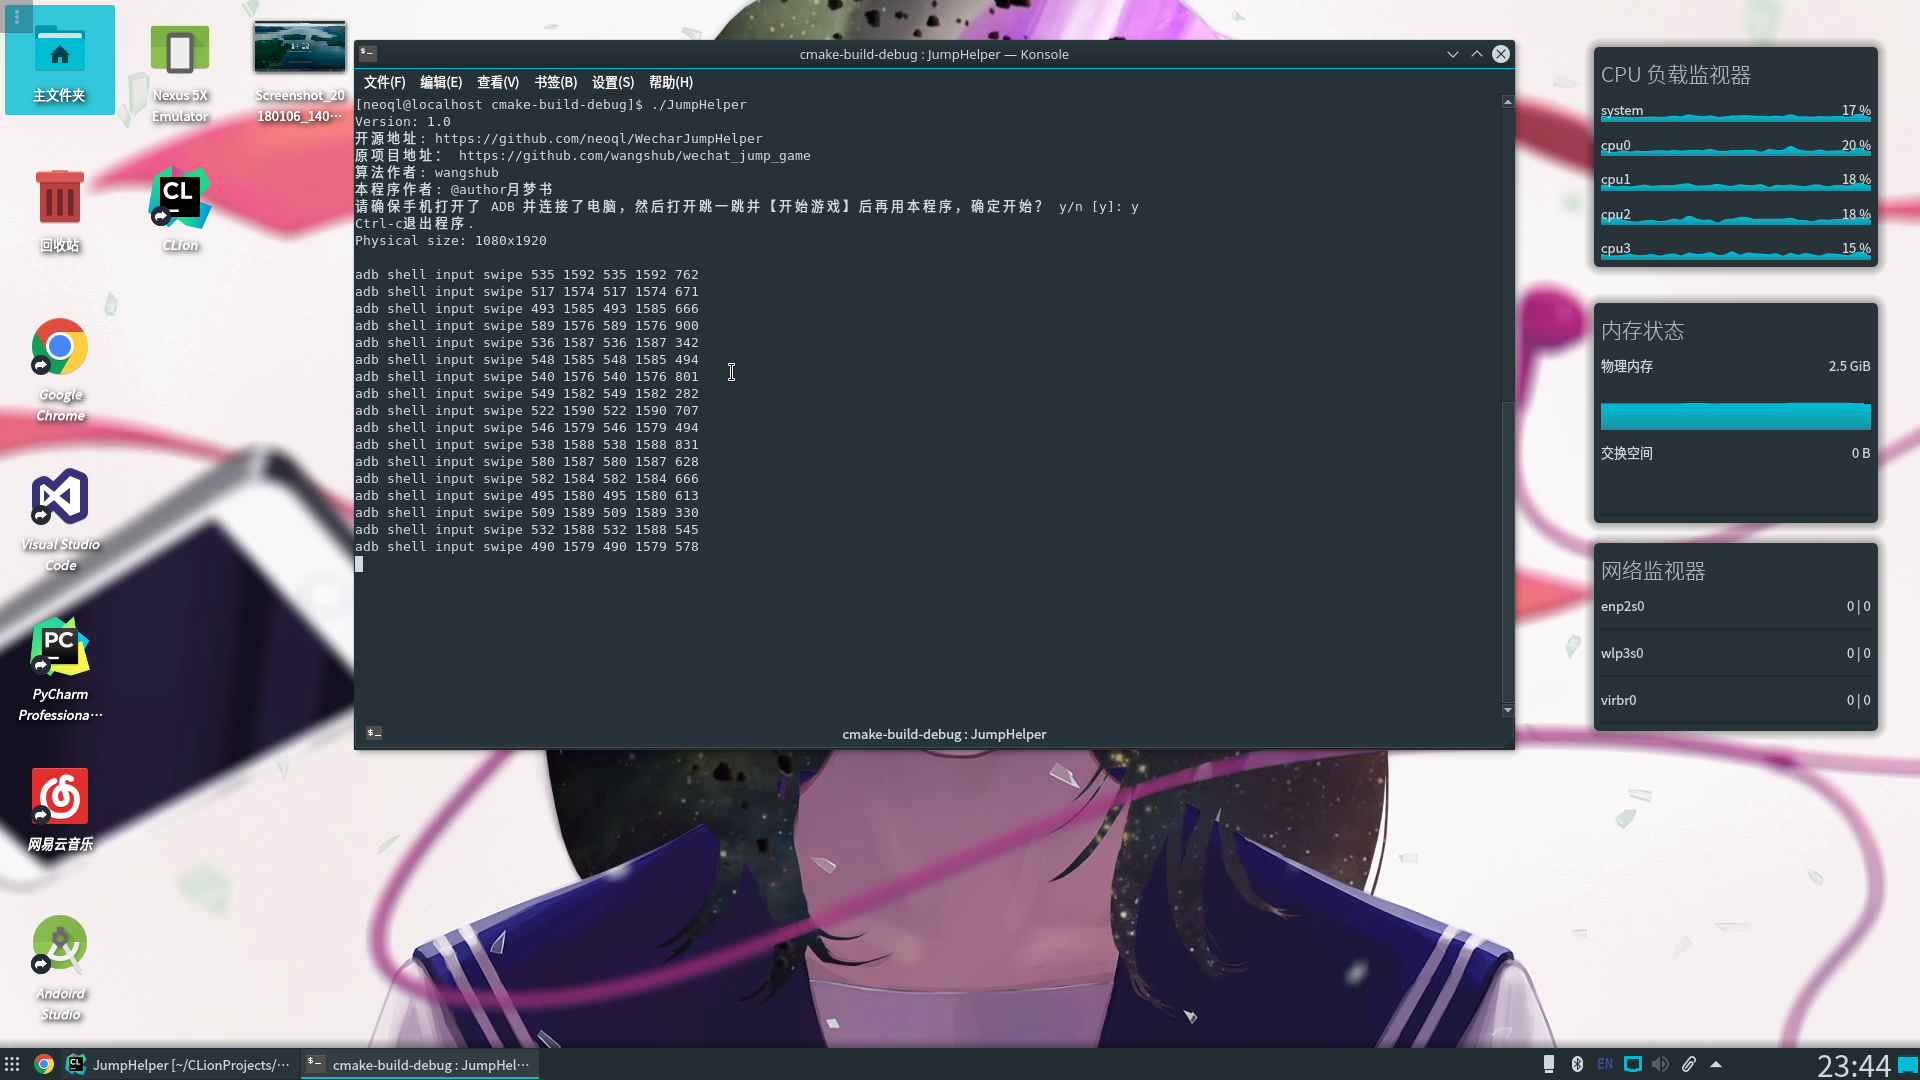 主文件夹
Nexus 5X
Emulator
Screenshot_20
180106_140…
回收站
CL
CLion
Google
Chrome
Visual Studio
Code
PC
PyCharm
Professiona…
网易云音乐
Andoird
Studio
cmake-build-debug : JumpHelper — Konsole
文件(F) 编辑(E) 查看(V) 书签(B) 设置(S) 帮助(H)
[neoql@localhost cmake-build-debug]$ ./JumpHelper
Version: 1.0
开源地址: https://github.com/neoql/WecharJumpHelper
原项目地址: https://github.com/wangshub/wechat_jump_game
算法作者: wangshub
本程序作者: @author月梦书
请确保手机打开了 ADB 并连接了电脑，然后打开跳一跳并【开始游戏】后再用本程序，确定开始？ y/n [y]: y
Ctrl-c退出程序.
Physical size: 1080x1920
adb shell input swipe 535 1592 535 1592 762
adb shell input swipe 517 1574 517 1574 671
adb shell input swipe 493 1585 493 1585 666
adb shell input swipe 589 1576 589 1576 900
adb shell input swipe 536 1587 536 1587 342
adb shell input swipe 548 1585 548 1585 494
adb shell input swipe 540 1576 540 1576 801
adb shell input swipe 549 1582 549 1582 282
adb shell input swipe 522 1590 522 1590 707
adb shell input swipe 546 1579 546 1579 494
adb shell input swipe 538 1588 538 1588 831
adb shell input swipe 580 1587 580 1587 628
adb shell input swipe 582 1584 582 1584 666
adb shell input swipe 495 1580 495 1580 613
adb shell input swipe 509 1589 509 1589 330
adb shell input swipe 532 1588 532 1588 545
adb shell input swipe 490 1579 490 1579 578
cmake-build-debug : JumpHelper
CPU 负载监视器
system 17 %
cpu0 20 %
cpu1 18 %
cpu2 18 %
cpu3 15 %
内存状态
物理内存 2.5 GiB
交换空间 0 B
网络监视器
enp2s0 0 | 0
wlp3s0 0 | 0
virbr0 0 | 0
JumpHelper [~/CLionProjects/…
cmake-build-debug : JumpHel…
EN
23:44